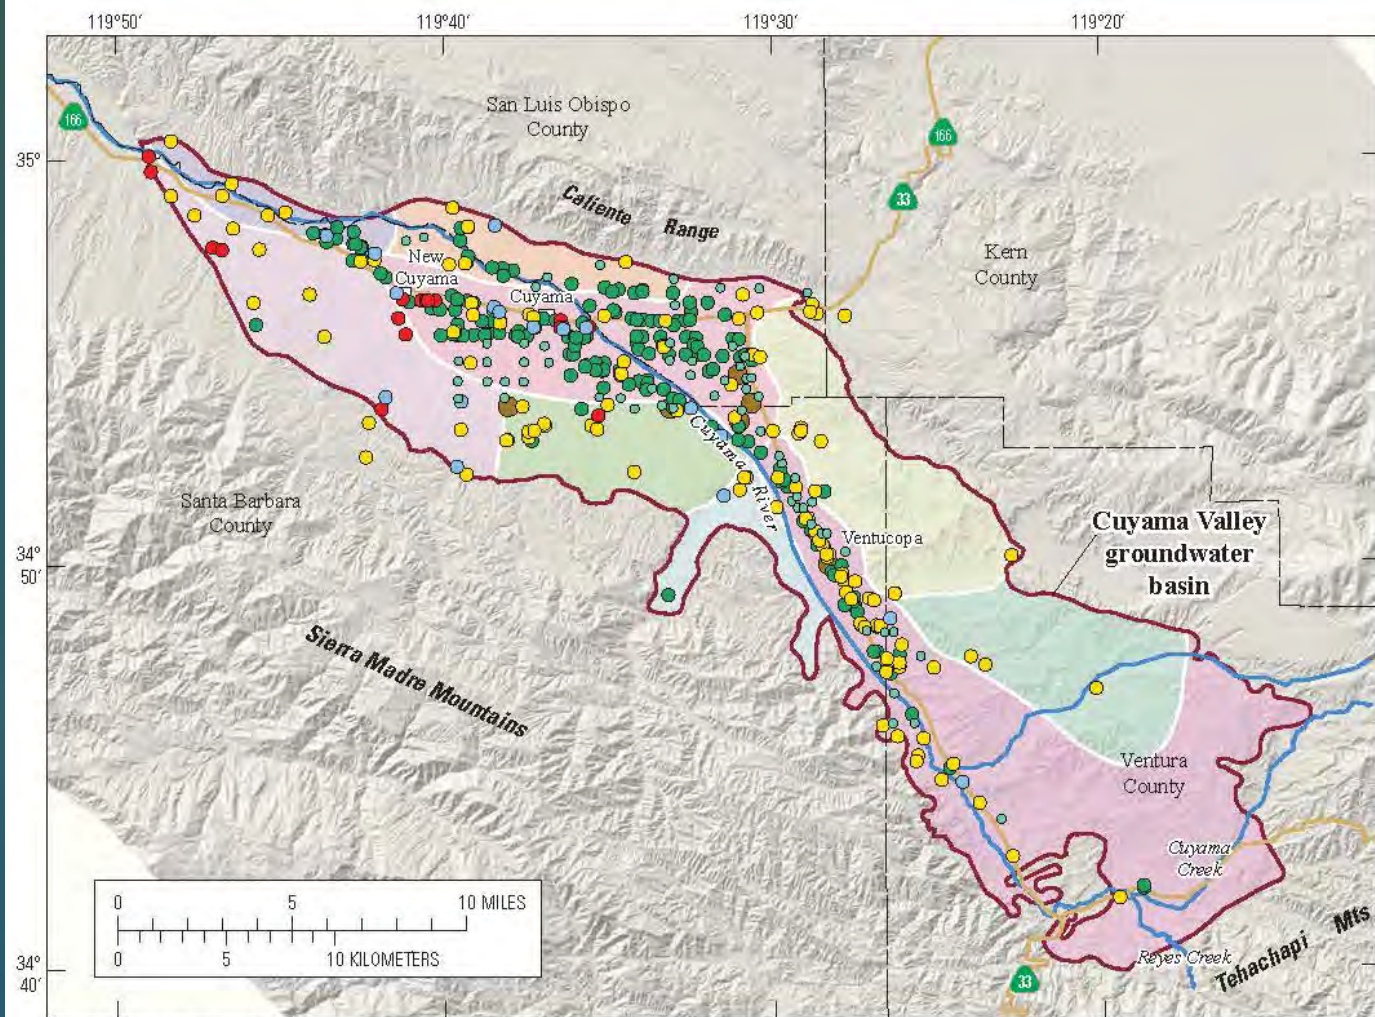 119°50′
119°40′
119°30′
119°20′
166
San Luis Obispo
County
166
35°
Caliente Range
33
Kern
County
New
Cuyama
Cuyama
Cuyama River
Santa Barbara
County
Cuyama Valley
groundwater
basin
Ventucopa
34°
50′
Sierra Madre Mountains
Ventura
County
Cuyama
Creek
0 5 10 MILES
0 5 10 KILOMETERS
Reyes Creek
Tehachapi Mts
34°
40′
33